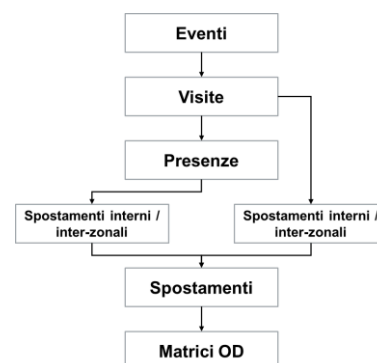 Eventi
Visite
Presenze
Spostamenti interni /
inter-zonali
Spostamenti interni /
inter-zonali
Spostamenti
Matrici OD